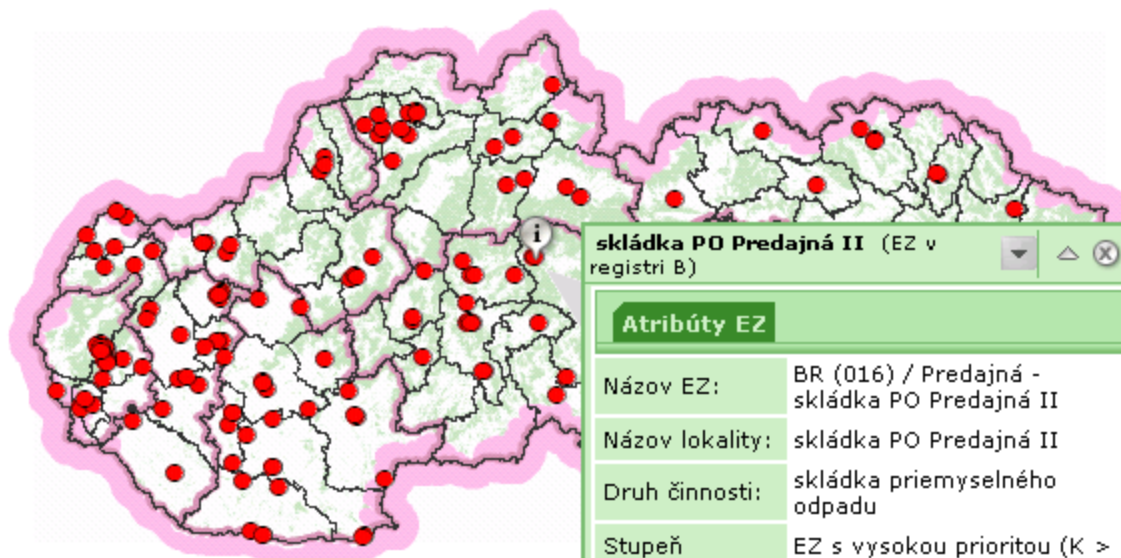 i
skládka PO Predajná II (EZ v
registri B)
Atribúty EZ
Názov EZ:
BR (016) / Predajná -
skládka PO Predajná II
Názov lokality:
skládka PO Predajná II
Druh činnosti:
skládka priemyselného
odpadu
Stupeň
EZ s vysokou prioritou (K >